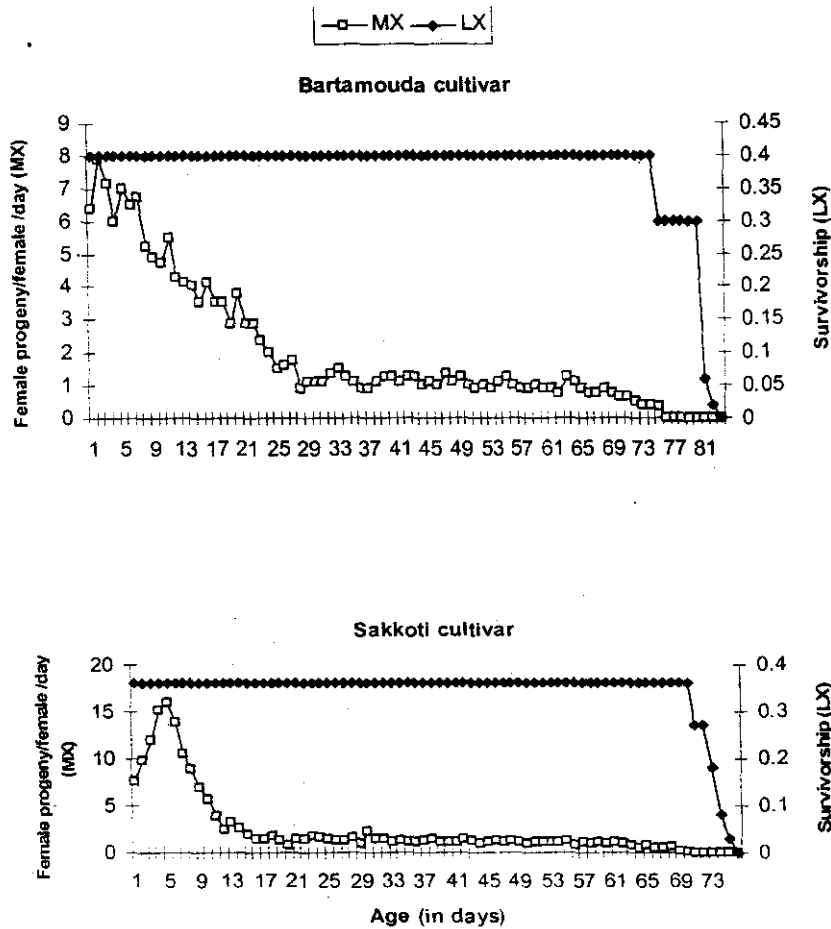 MX LX
Bartamouda cultivar
Female progeny/female /day (MX)
9
8
7
6
5
4
3
2
1
0
0.45
0.4
0.35
0.3
0.25
0.2
0.15
0.1
0.05
0
Survivorship (LX)
1 5 9 13 17 21 25 29 33 37 41 45 49 53 57 61 65 69 73 77 81
Sakkoti cultivar
Female progeny/female /day
(MX)
20
15
10
5
0
0.4
0.3
0.2
0.1
0
Survivorship (LX)
1 5 9 13 17 21 25 29 33 37 41 45 49 53 57 61 65 69 73
Age (in days)